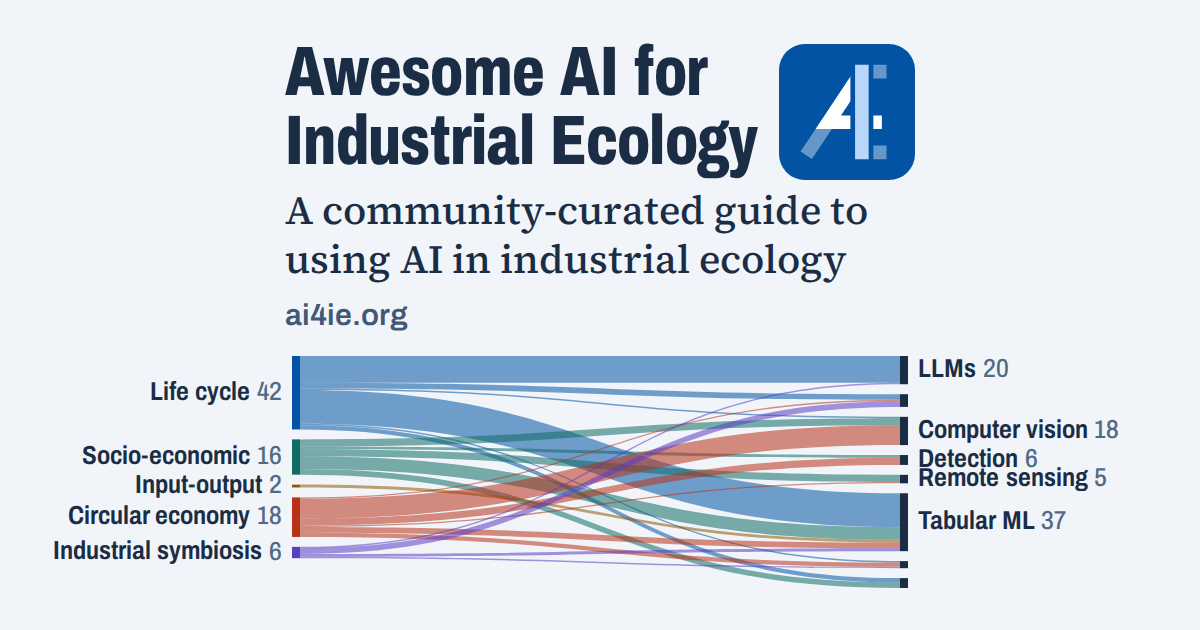 Awesome AI for
Industrial Ecology
A community-curated guide to
using AI in industrial ecology
ai4ie.org
Life cycle 42
Socio-economic 16
Input-output 2
Circular economy 18
Industrial symbiosis 6
LLMs 20
Computer vision 18
Detection 6
Remote sensing 5
Tabular ML 37